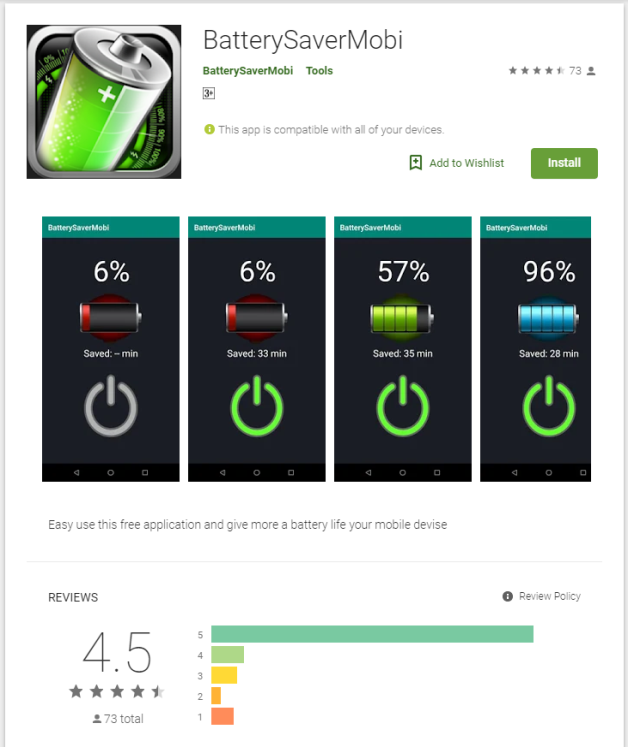 BatterySaverMobi
BatterySaverMobi Tools 73
3+
This app is compatible with all of your devices.
Add to Wishlist Install
BatterySaverMobi BatterySaverMobi BatterySaverMobi BatterySaverMobi
6% 6% 57% 96%
Saved: – min Saved: 33 min Saved: 35 min Saved: 28 min
Easy use this free application and give more a battery life your mobile devise
REVIEWS Review Policy
4.5
73 total
5
4
3
2
1